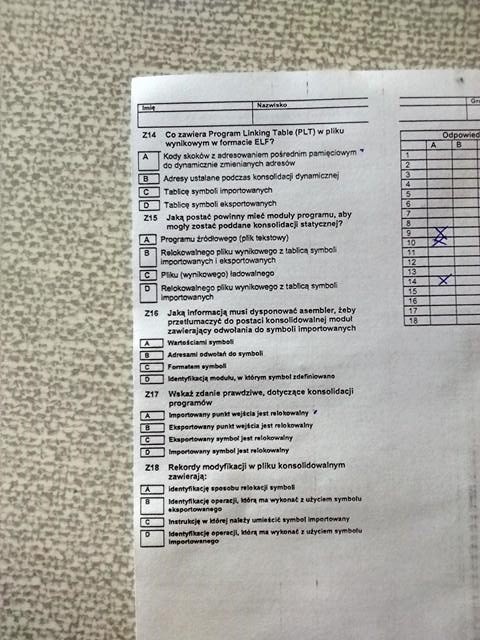 Imię Nazwisko
Z14 Co zawiera Program Linking Table (PLT) w pliku
wynikowym w formacie ELF?
A Kody skoków z adresowaniem pośrednim pamięciowym
do dynamicznie zmienianych adresów
B Adresy ustalane podczas konsolidacji dynamicznej
C Tablicę symboli importowanych
D Tablicę symboli eksportowanych
Z15 Jaką postać powinny mieć moduły programu, aby
mogły zostać poddane konsolidacji statycznej?
A Programu źródłowego (plik tekstowy)
B Relokowalnego pliku wynikowego z tablicą symboli
importowanych i eksportowanych
C Pliku (wynikowego) ładowalnego
D Relokowalnego pliku wynikowego z tablicą symboli
importowanych
Z16 Jaką informacją musi dysponować asembler, żeby
przetłumaczyć do postaci konsolidowalnej moduł
zawierający odwołania do symboli importowanych
A Wartościami symboli
B Adresami odwołań do symboli
C Formatem symboli
D Identyfikacją modułu, w którym symbol zdefiniowano
Z17 Wskaż zdanie prawdziwe, dotyczące konsolidacji
programów
A Importowany punkt wejścia jest relokowalny
B Eksportowany punkt wejścia jest relokowalny
C Eksportowany symbol jest relokowalny
D Importowany symbol jest relokowalny
Z18 Rekordy modyfikacji w pliku konsolidowalnym
zawierają:
A identyfikację sposobu relokacji symboli
B Identyfikację operacji, którą ma wykonać z użyciem symbolu
eksportowanego
C Instrukcję w której należy umieścić symbol importowany
D Identyfikację operacji, którą ma wykonać z użyciem symbolu
importowanego
Gr
Odpowied
A B
1
2
3
4
5
6
7
8
9 X
10 X
11
12
13
14 X
15
16
17
18